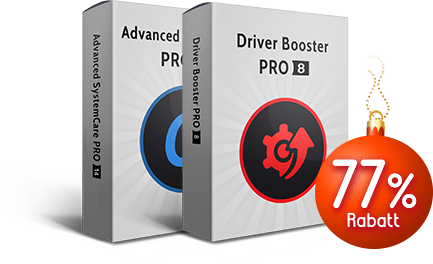 Advanced SystemCare PRO 14
Advanced
PRO
Driver Booster PRO 8
Driver Booster
PRO 8
77%
Rabatt